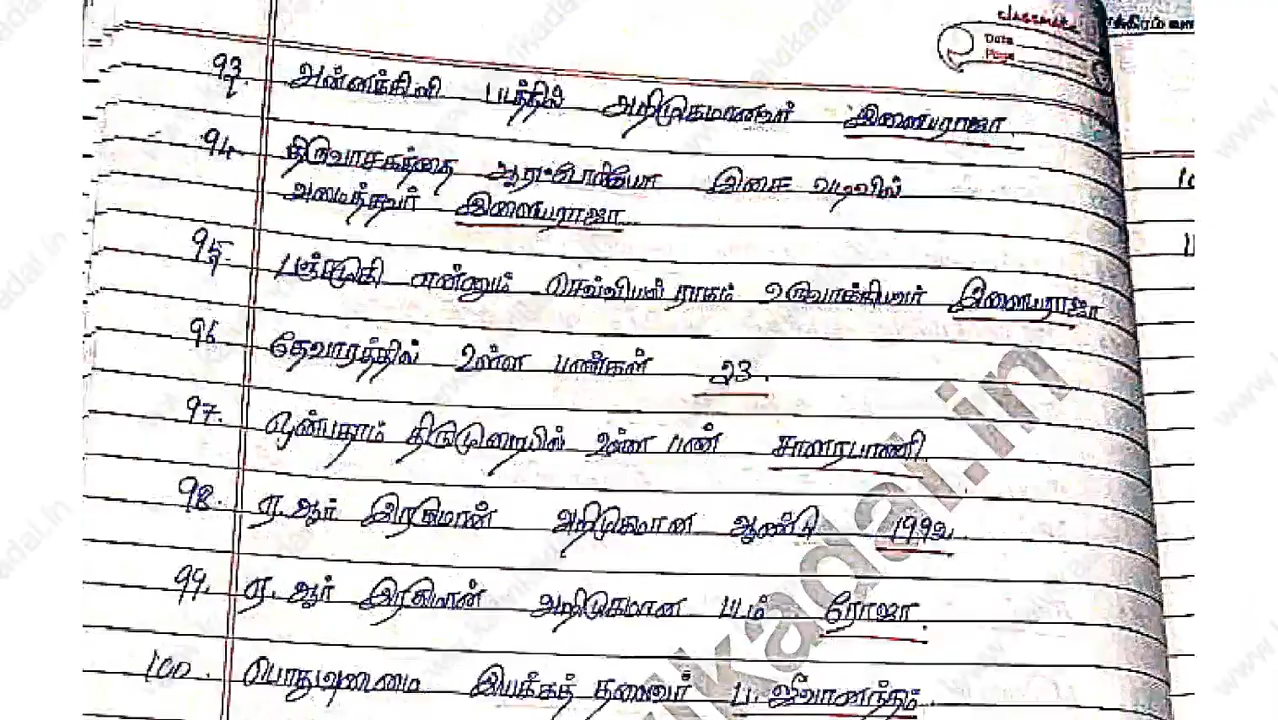 classmate
Date
Page
93. அன்னக்கிளி படத்தில் அறிமுகமானவர் இளையராஜா
94. திருவாசகத்தை ஆரட்டோரியோ இசை வடிவில்
அமைத்தவர் இளையராஜா
95. பஞ்சமுகி என்னும் செவ்வியல் ராகம் உருவாக்கியவர் இளையராஜா
96 தேவாரத்தில் உள்ள பண்கள் 23.
97. ஒன்பதாம் திருமுறையில் உள்ள பண் சாளரபாணி
98. ஏ.ஆர் இரகுமான் அறிமுகமான ஆண்டு 1992.
99. ஏ.ஆர் இரகுமான் அறிமுகமான படம் ரோஜா.
100. பொதுவுடைமை இயக்கத் தலைவர் ப.ஜீவானந்தம்.